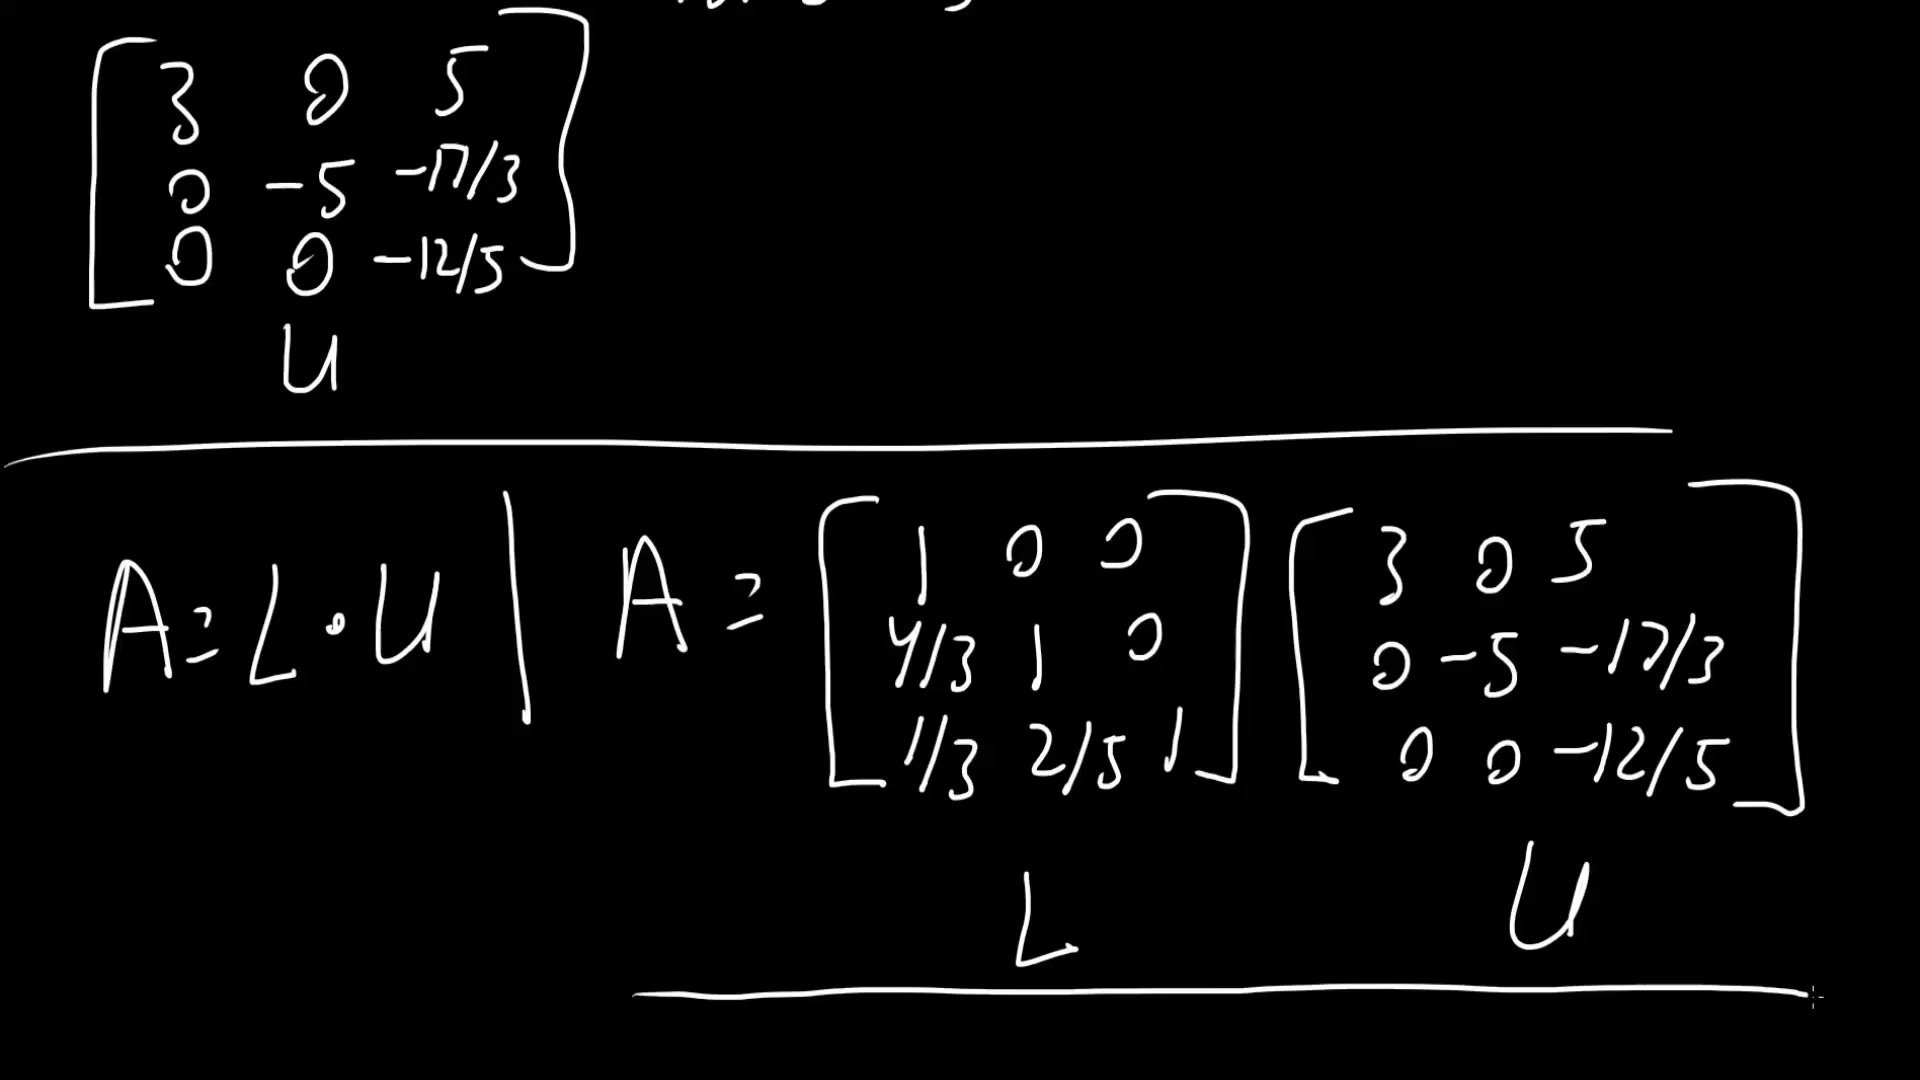 3 0 5
0 -5 -17/3
0 0 -12/5
U
A=L·U | A= [1 0 0] [3 0 5]
4/3 1 0 0 -5 -17/3
1/3 2/5 1 0 0 -12/5
L U